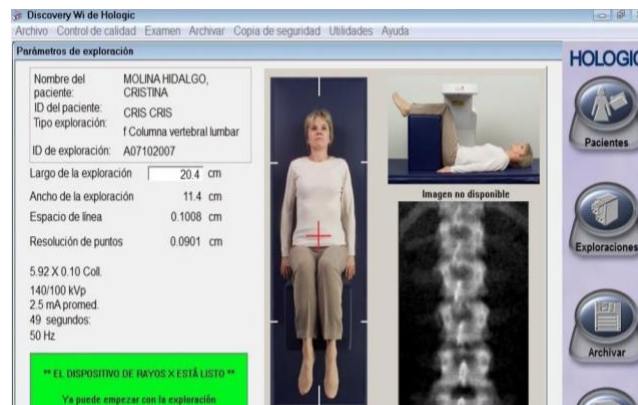 Discovery Wi de Hologic
Archivo Control de calidad Examen Archivar Copia de seguridad Utilidades Ayuda
Parámetros de exploración
Nombre del paciente: MOLINA HIDALGO, CRISTINA
ID del paciente: CRIS CRIS
Tipo exploración: f Columna vertebral lumbar
ID de exploración: A07102007
Largo de la exploración 20.4 cm
Ancho de la exploración 11.4 cm
Espacio de línea 0.1008 cm
Resolución de puntos 0.0901 cm
5.92 X 0.10 Coll.
140/100 kVp
2.5 mA promed.
49 segundos:
50 Hz
** EL DISPOSITIVO DE RAYOS X ESTÁ LISTO **
Ya puede empezar con la exploración
Imagen no disponible
HOLOGIC
Pacientes
Exploraciones
Archivar